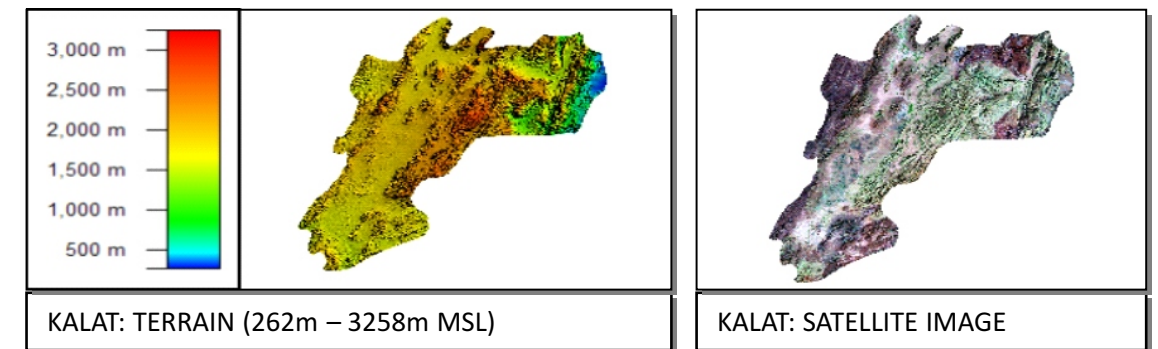 3,000 m
2,500 m
2,000 m
1,500 m
1,000 m
500 m
KALAT: TERRAIN (262m – 3258m MSL)
KALAT: SATELLITE IMAGE